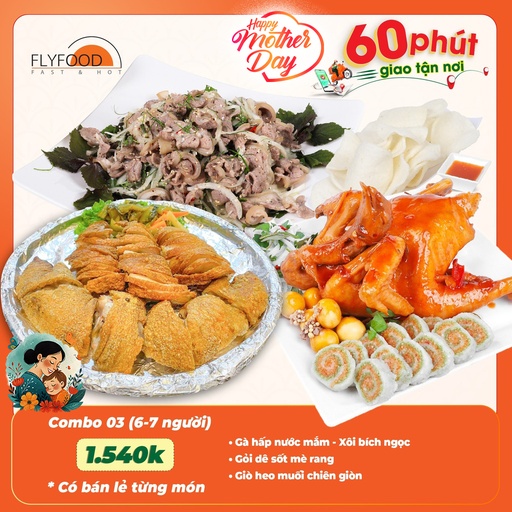 FLYFOOD
FAST & HOT
Happy
Mother
Day
60phút
giao tận nơi
Combo 03 (6-7 người)
1.540k
* Có bán lẻ từng món
• Gà hấp nước mắm - Xôi bích ngọc
• Gỏi dê sốt mè rang
• Giò heo muối chiên giòn